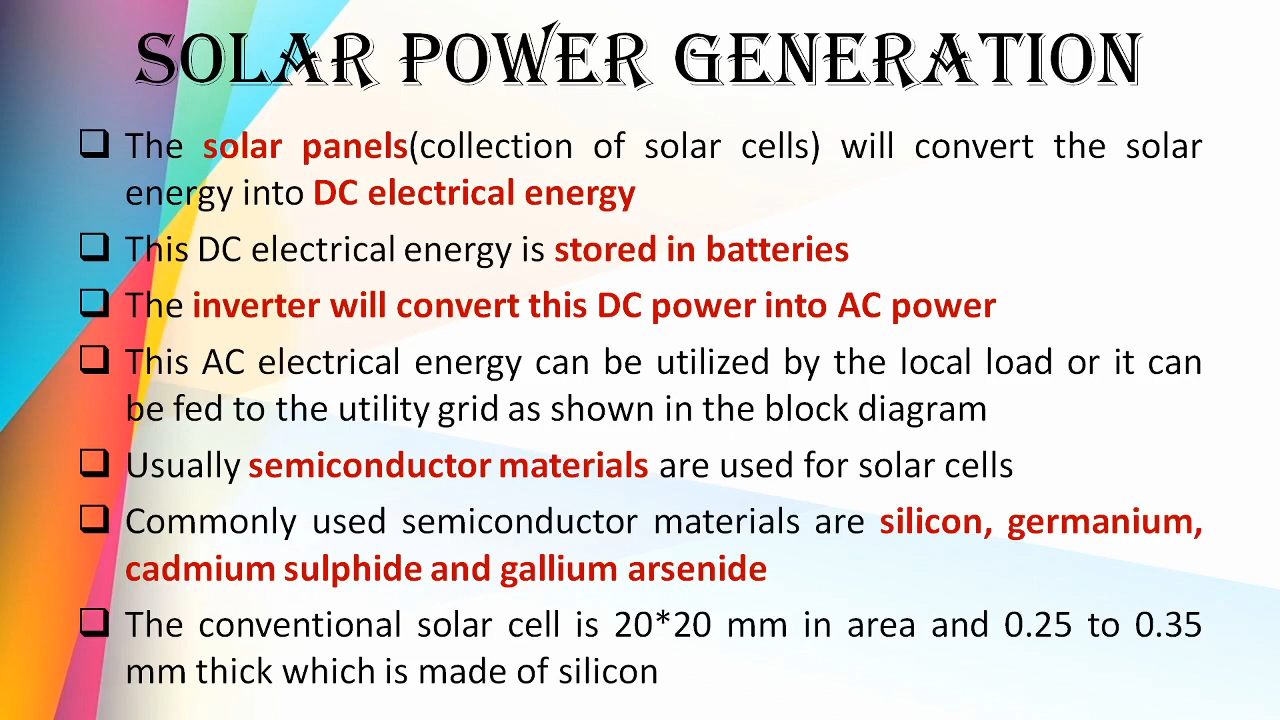 SOLAR POWER GENERATION
❑ The solar panels(collection of solar cells) will convert the solar
energy into DC electrical energy
❑ This DC electrical energy is stored in batteries
❑ The inverter will convert this DC power into AC power
❑ This AC electrical energy can be utilized by the local load or it can
be fed to the utility grid as shown in the block diagram
❑ Usually semiconductor materials are used for solar cells
❑ Commonly used semiconductor materials are silicon, germanium,
cadmium sulphide and gallium arsenide
❑ The conventional solar cell is 20*20 mm in area and 0.25 to 0.35
mm thick which is made of silicon